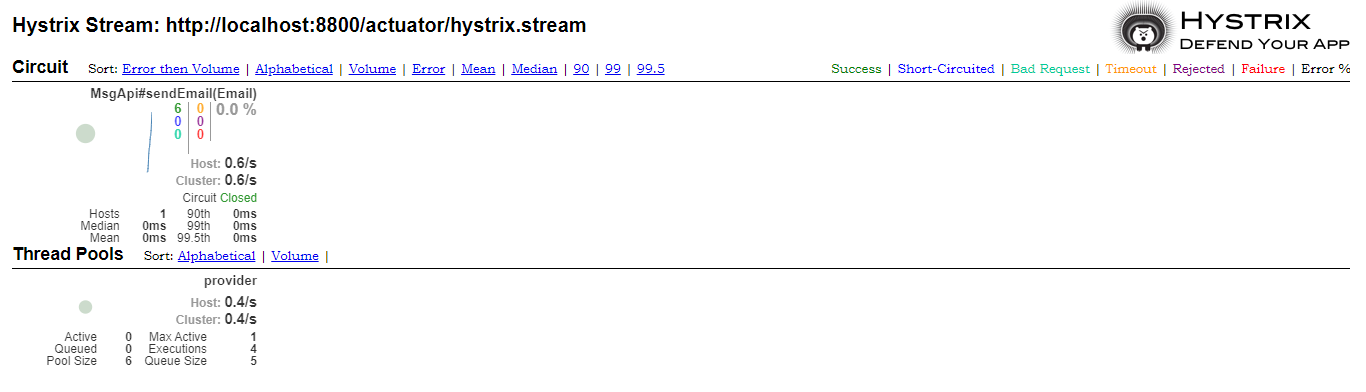 Hystrix Stream: http://localhost:8800/actuator/hystrix.stream
HYSTRIX
DEFEND YOUR APP
Circuit Sort: Error then Volume | Alphabetical | Volume | Error | Mean | Median | 90 | 99 | 99.5
Success | Short-Circuited | Bad Request | Timeout | Rejected | Failure | Error %
MsgApi#sendEmail(Email)
6 0 0.0 %
0 0
0 0
Host: 0.6/s
Cluster: 0.6/s
Circuit Closed
Hosts 1 90th 0ms
Median 0ms 99th 0ms
Mean 0ms 99.5th 0ms
Thread Pools Sort: Alphabetical | Volume |
provider
Host: 0.4/s
Cluster: 0.4/s
Active 0 Max Active 1
Queued 0 Executions 4
Pool Size 6 Queue Size 5